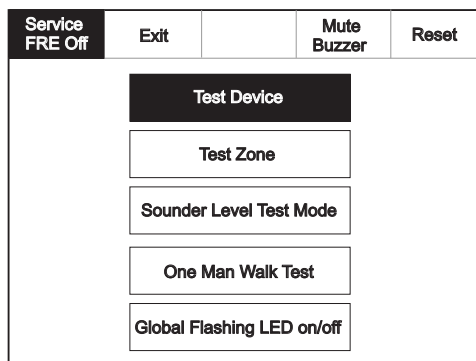 Service
FRE Off
Exit
Mute
Buzzer
Reset
Test Device
Test Zone
Sounder Level Test Mode
One Man Walk Test
Global Flashing LED on/off